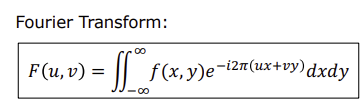 Fourier Transform:
F(u, v) = ∬_{-∞}^{∞} f(x, y)e^{-i2π(ux+vy)}dxdy